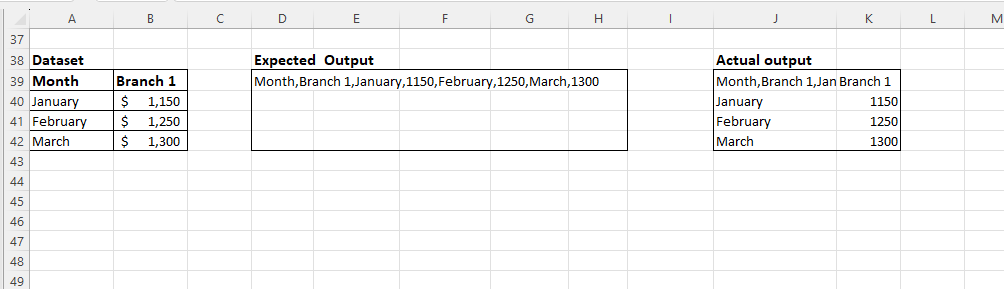 A B C D E F G H I J K L M
37
38 Dataset Expected Output Actual output
39 Month Branch 1 Month,Branch 1,January,1150,February,1250,March,1300 Month,Branch 1,Jan Branch 1
40 January $ 1,150 January 1150
41 February $ 1,250 February 1250
42 March $ 1,300 March 1300
43
44
45
46
47
48
49